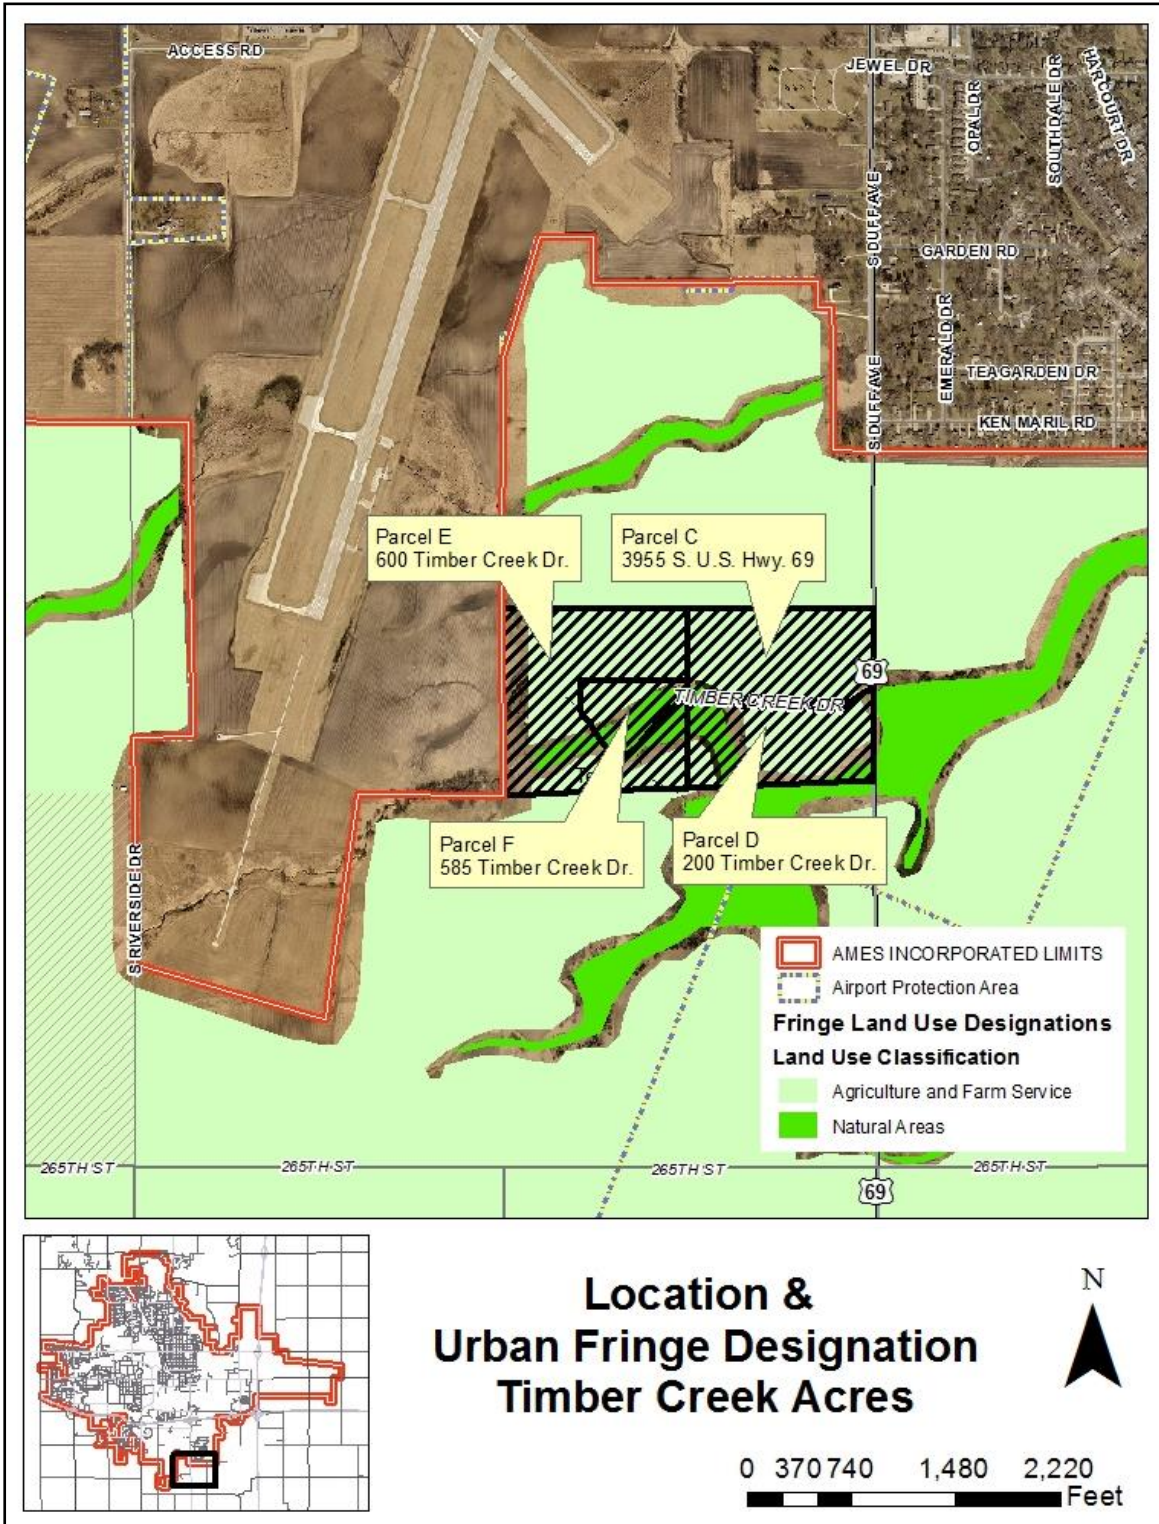 ACCESS RD
JEWEL DR
OPAL DR
SOUTHDALE DR
HARCOURT DR
S DUFF AVE
GARDEN RD
EMERALD DR
S DUFF AVE
TEAGARDEN DR
KEN MARIL RD
Parcel E
600 Timber Creek Dr.
Parcel C
3955 S. U.S. Hwy. 69
69
TIMBER CREEK DR
Parcel F
585 Timber Creek Dr.
Parcel D
200 Timber Creek Dr.
S RIVERSIDE DR
AMES INCORPORATED LIMITS
Airport Protection Area
Fringe Land Use Designations
Land Use Classification
Agriculture and Farm Service
Natural Areas
265TH ST
265TH ST
265TH ST
265TH ST
69
Location &
Urban Fringe Designation
Timber Creek Acres
N
0 370 740 1,480 2,220
Feet